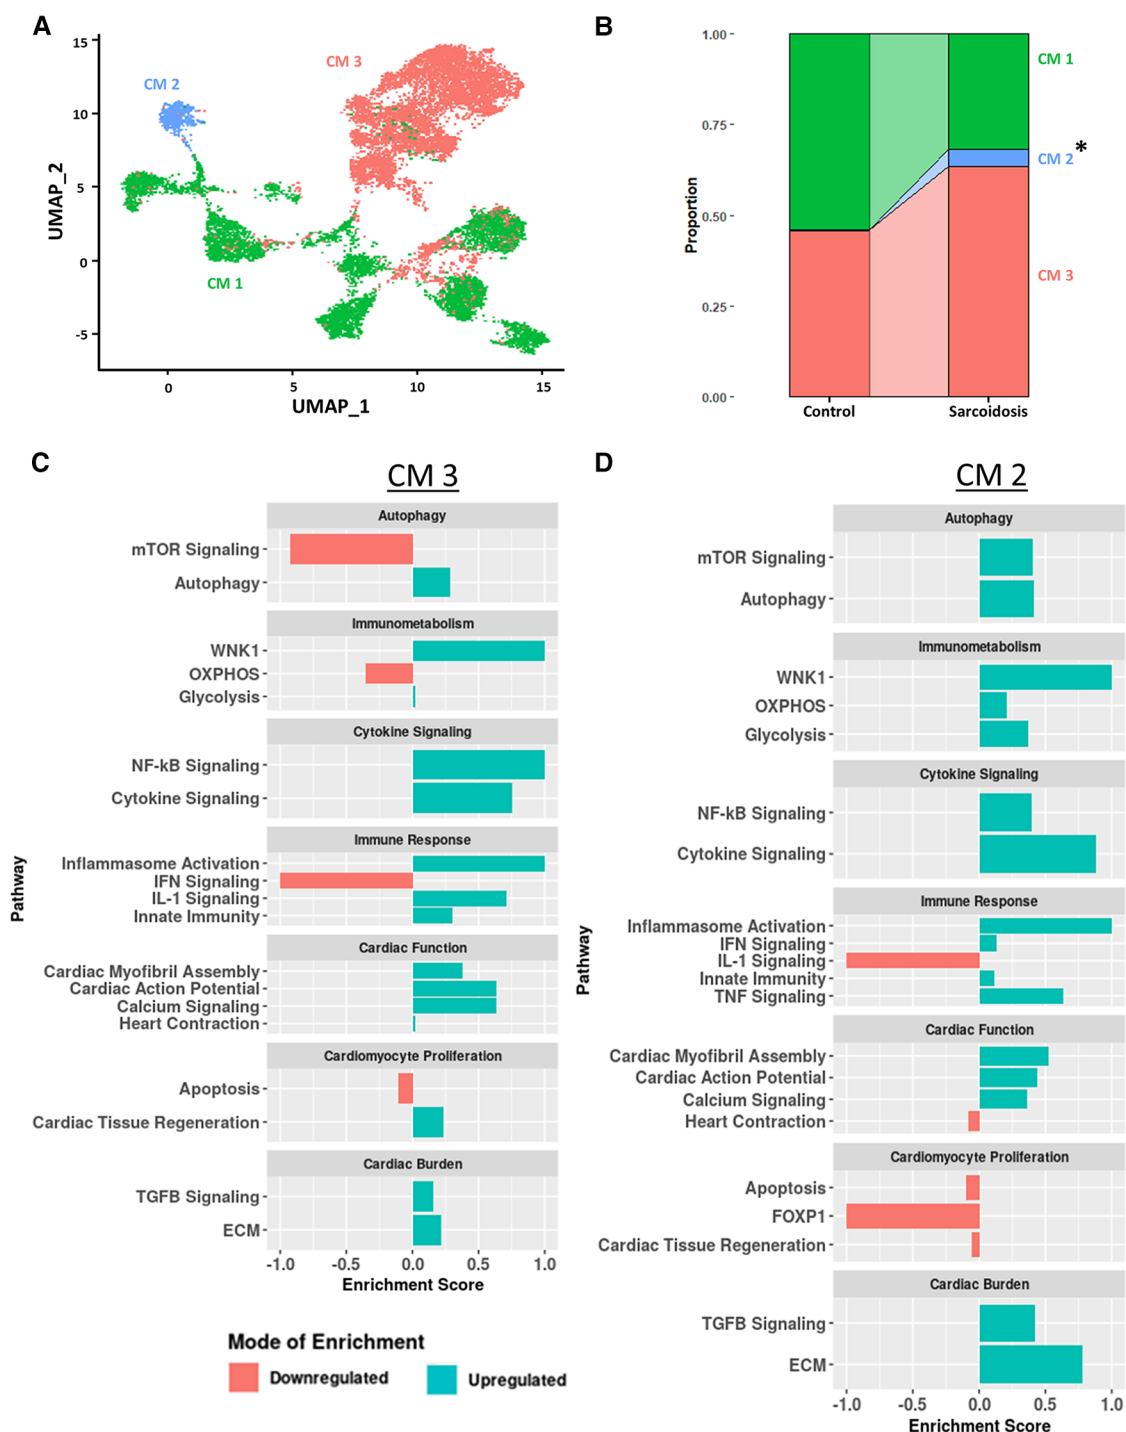 A
15
10
5
0
-5
UMAP_2
CM 2
CM 3
CM 1
0
5
10
15
UMAP_1
B
1.00
0.75
0.50
0.25
0.00
Proportion
CM 1
CM 2 *
CM 3
Control
Sarcoidosis
C
CM 3
Pathway
Autophagy
mTOR Signaling
Autophagy
Immunometabolism
WNK1
OXPHOS
Glycolysis
Cytokine Signaling
NF-kB Signaling
Cytokine Signaling
Immune Response
Inflammasome Activation
IFN Signaling
IL-1 Signaling
Innate Immunity
Cardiac Function
Cardiac Myofibril Assembly
Cardiac Action Potential
Calcium Signaling
Heart Contraction
Cardiomyocyte Proliferation
Apoptosis
Cardiac Tissue Regeneration
Cardiac Burden
TGFB Signaling
ECM
-1.0 -0.5 0.0 0.5 1.0
Enrichment Score
Mode of Enrichment
Downregulated
Upregulated
D
CM 2
Pathway
Autophagy
mTOR Signaling
Autophagy
Immunometabolism
WNK1
OXPHOS
Glycolysis
Cytokine Signaling
NF-kB Signaling
Cytokine Signaling
Immune Response
Inflammasome Activation
IFN Signaling
IL-1 Signaling
Innate Immunity
TNF Signaling
Cardiac Function
Cardiac Myofibril Assembly
Cardiac Action Potential
Calcium Signaling
Heart Contraction
Cardiomyocyte Proliferation
Apoptosis
FOXP1
Cardiac Tissue Regeneration
Cardiac Burden
TGFB Signaling
ECM
-1.0 -0.5 0.0 0.5 1.0
Enrichment Score